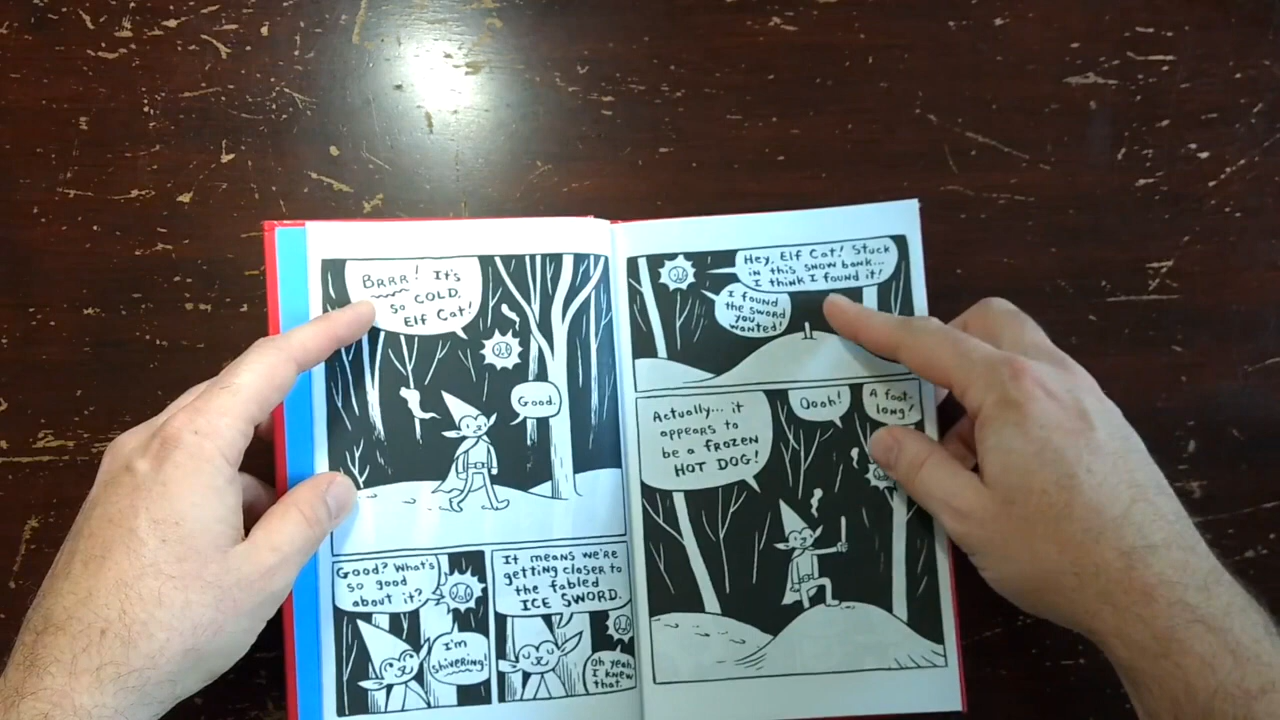 Brrr! It's
so COLD,
Elf Cat!
Good.
Good? What's
so good
about it?
I'm
shivering!
It means we're
getting closer to
the fabled
ICE SWORD.
Oh yeah,
I knew
that.
Hey, Elf Cat! Stuck
in this snow bank...
I think I found it!
I found
the sword
you
wanted!
Actually... it
appears to
be a frozen
HOT DOG!
Oooh!
A foot-
long!